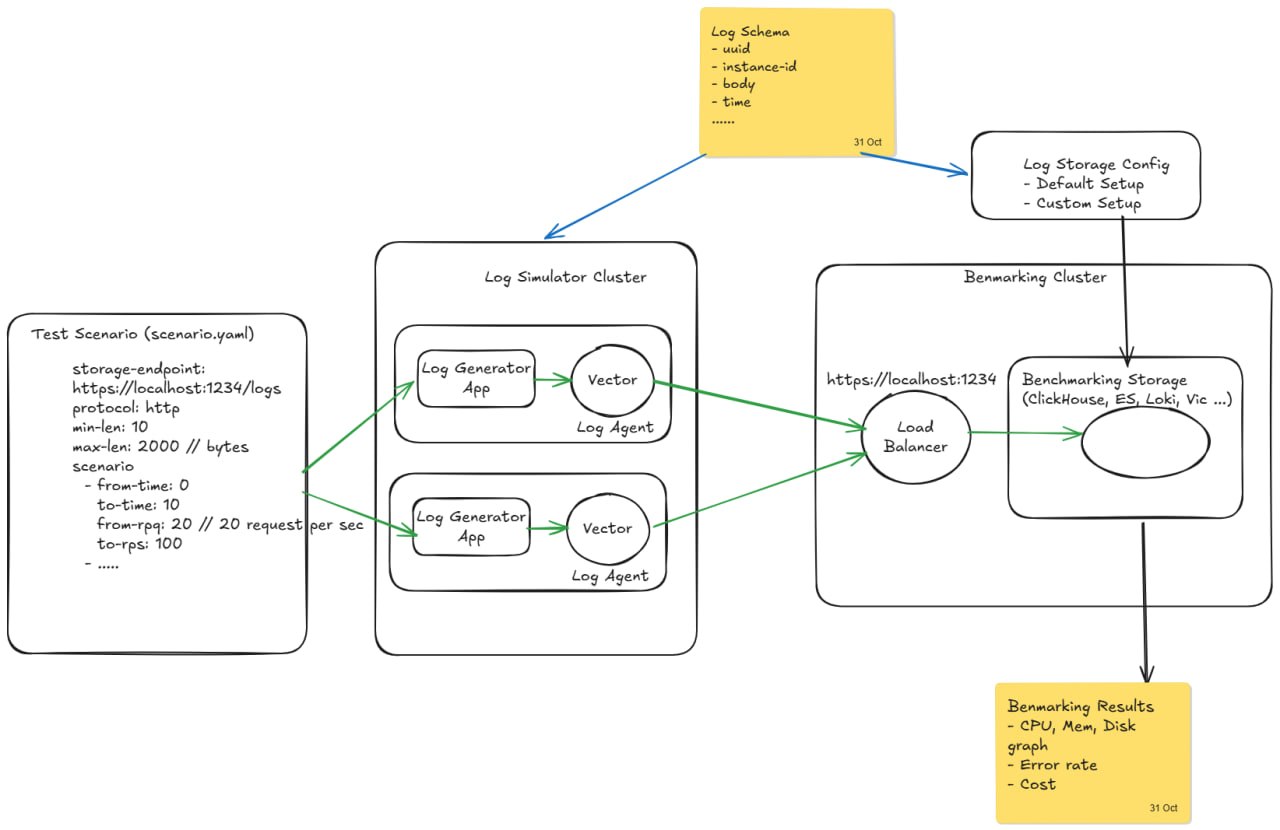 Log Schema
- uuid
- instance-id
- body
- time
......
31 Oct
Log Storage Config
- Default Setup
- Custom Setup
Test Scenario (scenario.yaml)
storage-endpoint:
https://localhost:1234/logs
protocol: http
min-len: 10
max-len: 2000 // bytes
scenario
- from-time: 0
to-time: 10
from-rpq: 20 // 20 request per sec
to-rps: 100
- .....
Log Simulator Cluster
Log Generator
App
Vector
Log Agent
Log Generator
App
Vector
Log Agent
Benmarking Cluster
https://localhost:1234
Load
Balancer
Benchmarking Storage
(ClickHouse, ES, Loki, Vic ...)
Benmarking Results
- CPU, Mem, Disk
graph
- Error rate
- Cost
31 Oct